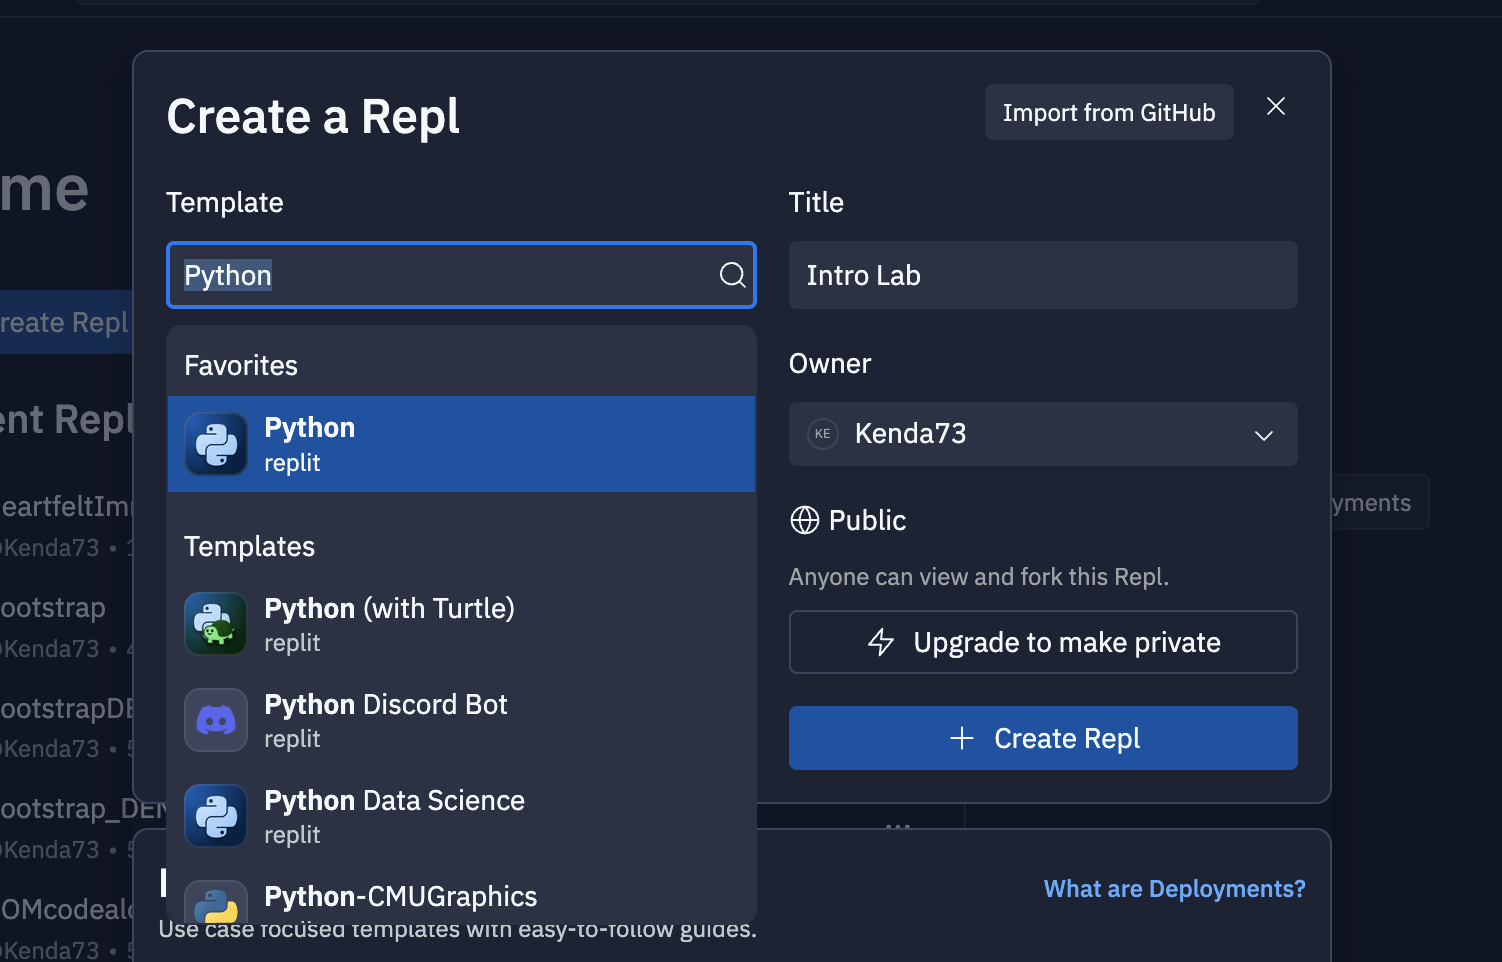 Create a Repl
Import from GitHub
Template
Python
Favorites
Python
replit
Templates
Python (with Turtle)
replit
Python Discord Bot
replit
Python Data Science
replit
Python-CMUGraphics
Title
Intro Lab
Owner
KE Kenda73
Public
Anyone can view and fork this Repl.
Upgrade to make private
Create Repl
What are Deployments?
Use case focused templates with easy-to-follow guides.
me
reate Repl
ent Repl
eartfeltIm
Kenda73 •
ootstrap
Kenda73 • 4
ootstrapDE
Kenda73 • 5
ootstrap_DEM
Kenda73 • 5
OMcodealo
Kenda73 • 5
yments